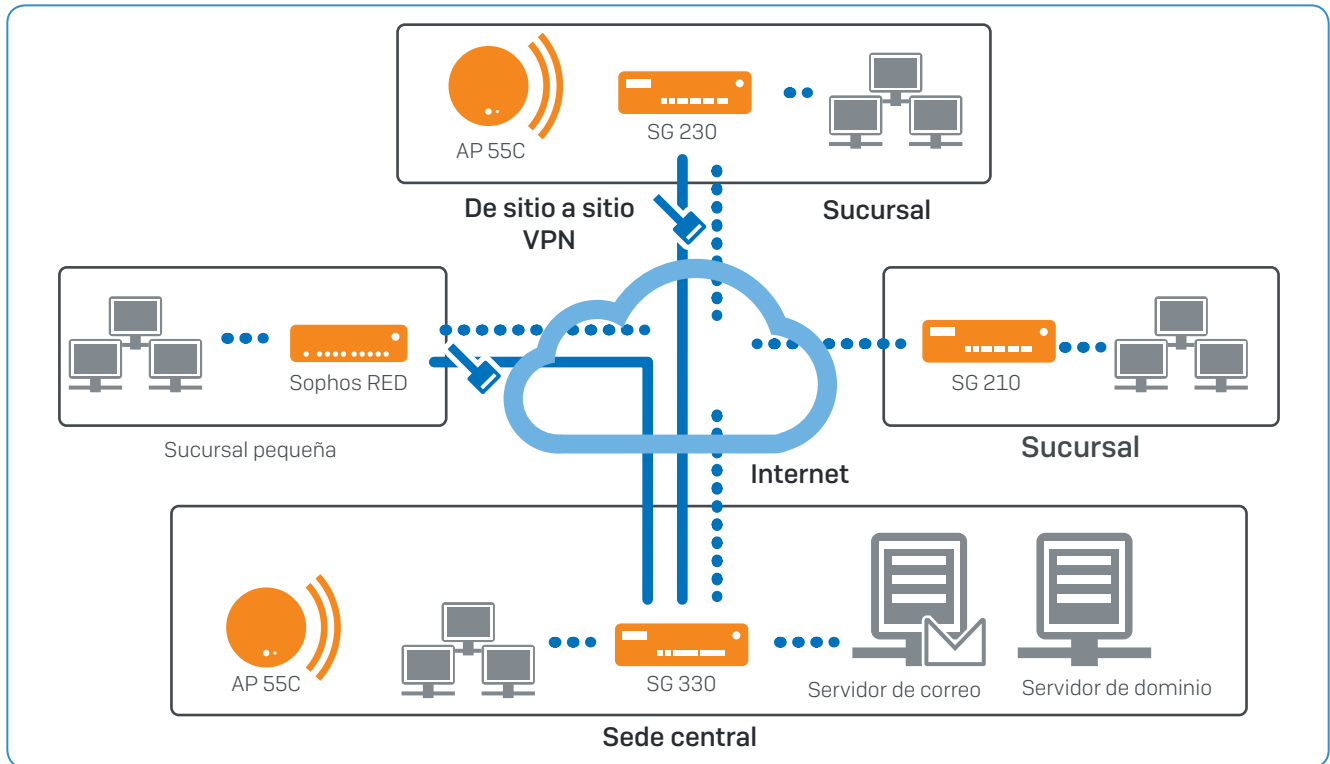 AP 55C
SG 230
De sitio a sitio
VPN
Sucursal
Sophos RED
Sucursal pequeña
SG 210
Sucursal
Internet
AP 55C
SG 330
Servidor de correo
Servidor de dominio
Sede central